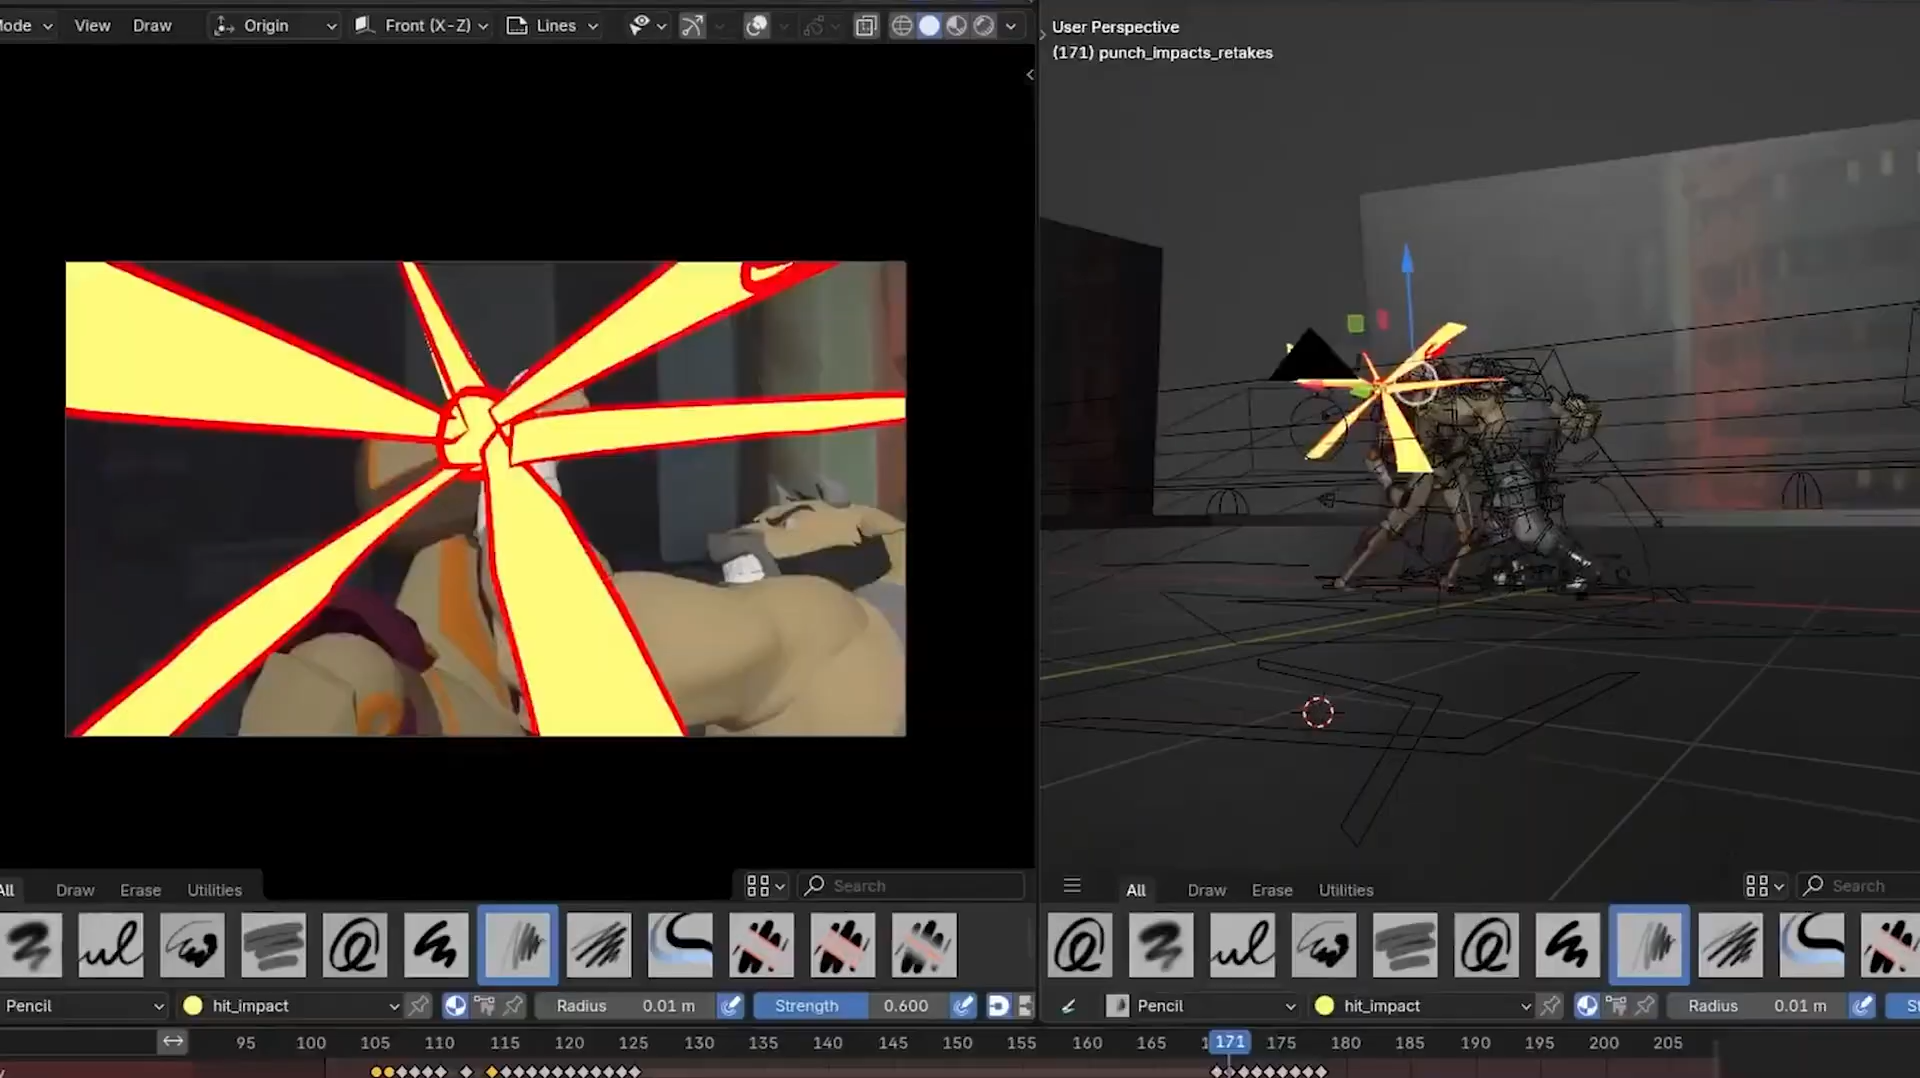 Mode View Draw Origin Front (X-Z) Lines
User Perspective
(171) punch_impacts_retakes
All Draw Erase Utilities Search
All Draw Erase Utilities Search
Pencil hit_impact Radius 0.01 m Strength 0.600
Pencil hit_impact Radius 0.01 m
95 100 105 110 115 120 125 130 135 140 145 150 155 160 165 171 175 180 185 190 195 200 205